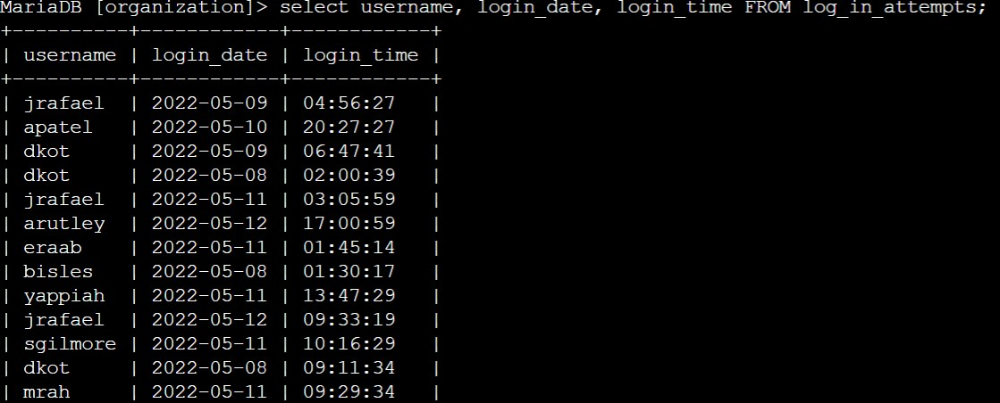 MariaDB [organization]> select username, login_date, login_time FROM log_in_attempts;
+----------+------------+------------+
| username | login_date | login_time |
+----------+------------+------------+
| jrafael  | 2022-05-09 | 04:56:27   |
| apatel   | 2022-05-10 | 20:27:27   |
| dkot     | 2022-05-09 | 06:47:41   |
| dkot     | 2022-05-08 | 02:00:39   |
| jrafael  | 2022-05-11 | 03:05:59   |
| arutley  | 2022-05-12 | 17:00:59   |
| eraab    | 2022-05-11 | 01:45:14   |
| bisles   | 2022-05-08 | 01:30:17   |
| yappiah  | 2022-05-11 | 13:47:29   |
| jrafael  | 2022-05-12 | 09:33:19   |
| sgilmore | 2022-05-11 | 10:16:29   |
| dkot     | 2022-05-08 | 09:11:34   |
| mrah     | 2022-05-11 | 09:29:34   |